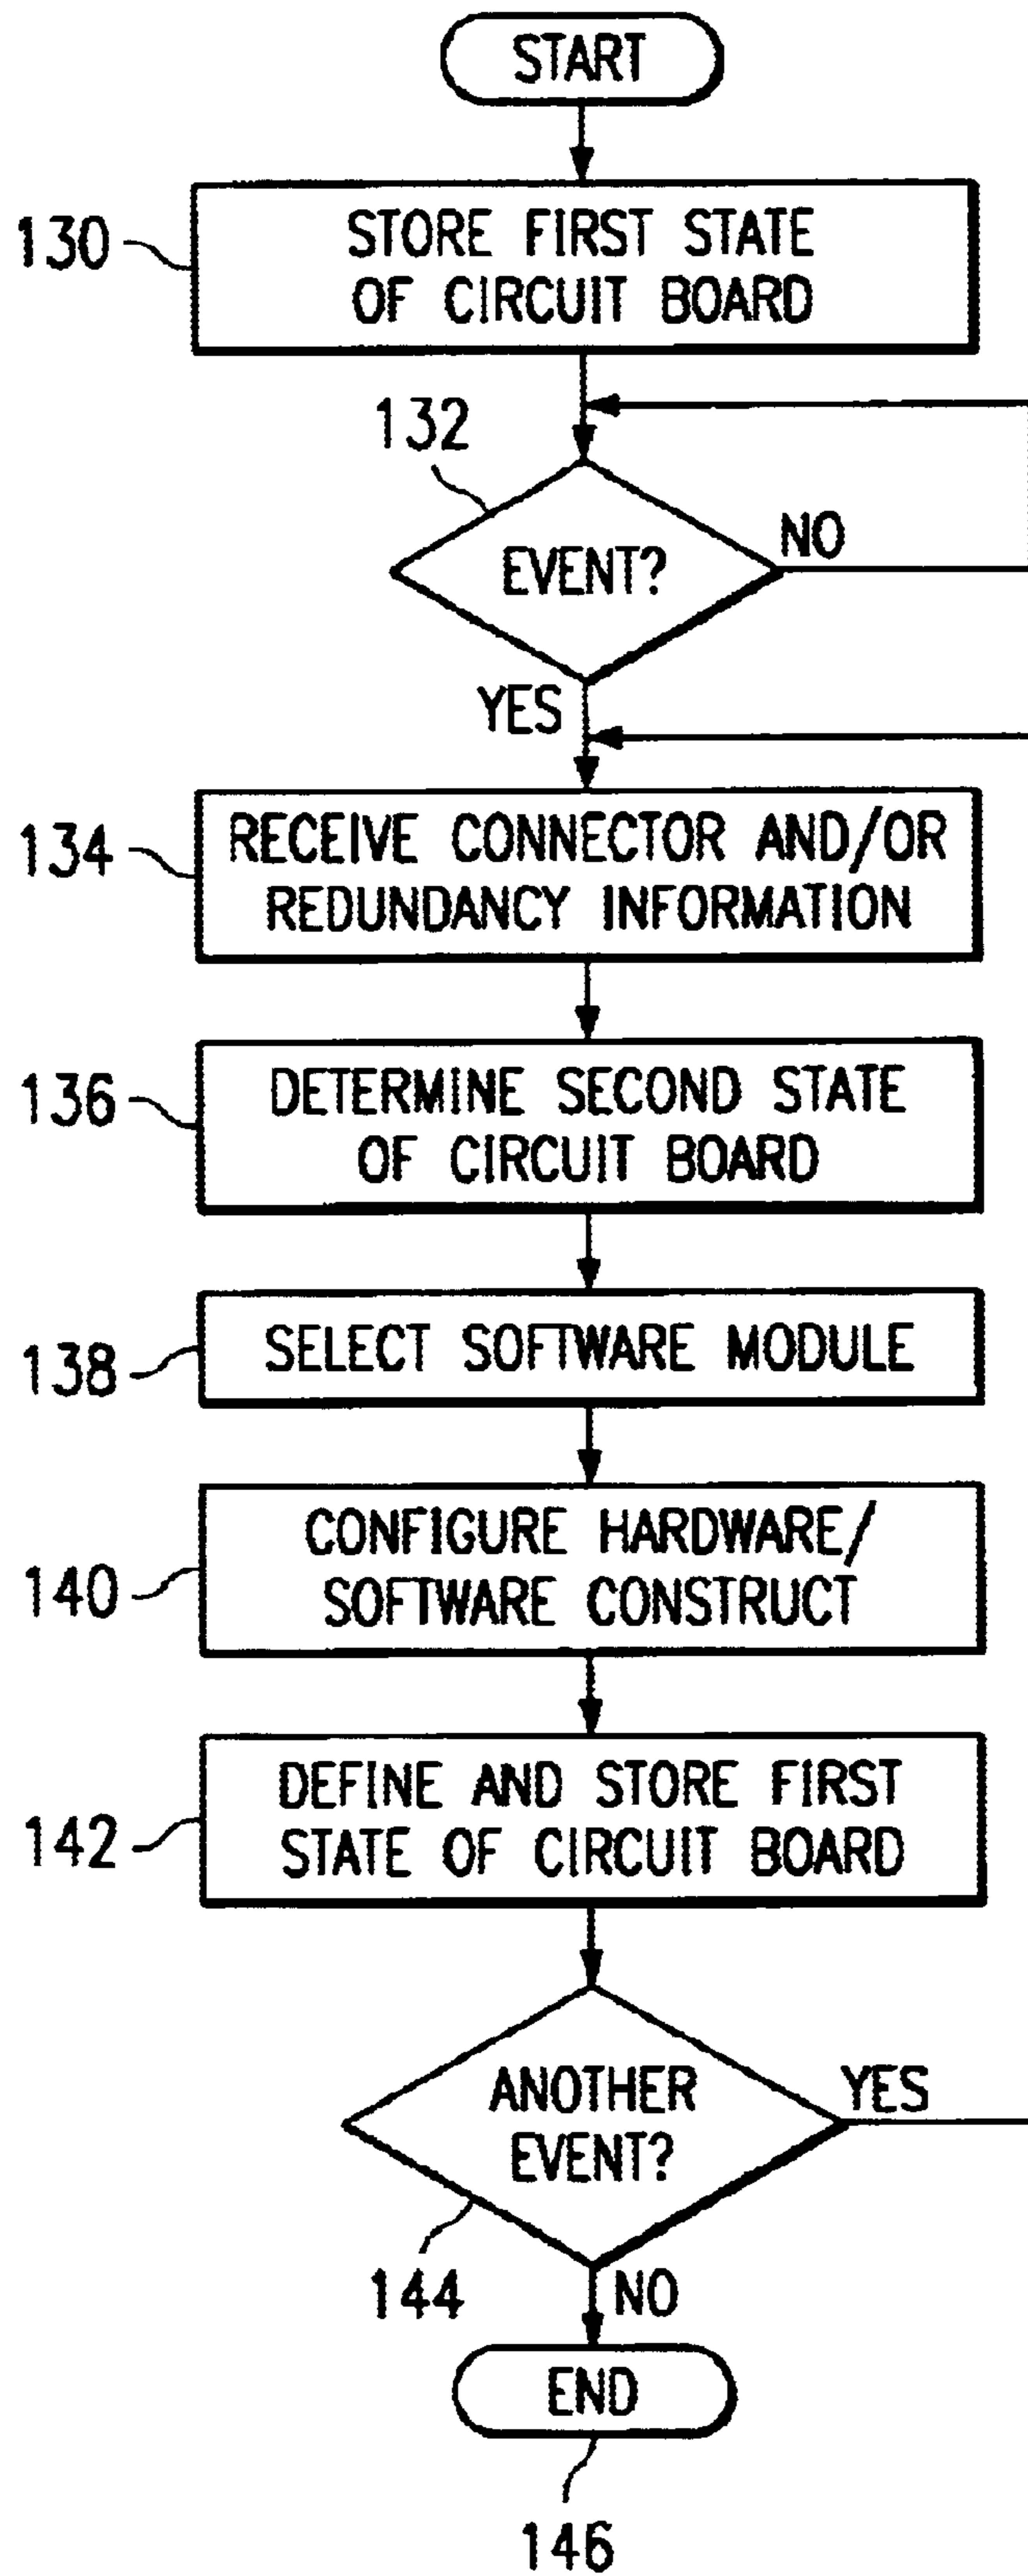 START
130
STORE FIRST STATE
OF CIRCUIT BOARD
132
EVENT?
NO
YES
134
RECEIVE CONNECTOR AND/OR
REDUNDANCY INFORMATION
136
DETERMINE SECOND STATE
OF CIRCUIT BOARD
138
SELECT SOFTWARE MODULE
140
CONFIGURE HARDWARE/
SOFTWARE CONSTRUCT
142
DEFINE AND STORE FIRST
STATE OF CIRCUIT BOARD
ANOTHER
EVENT?
YES
144
NO
END
146